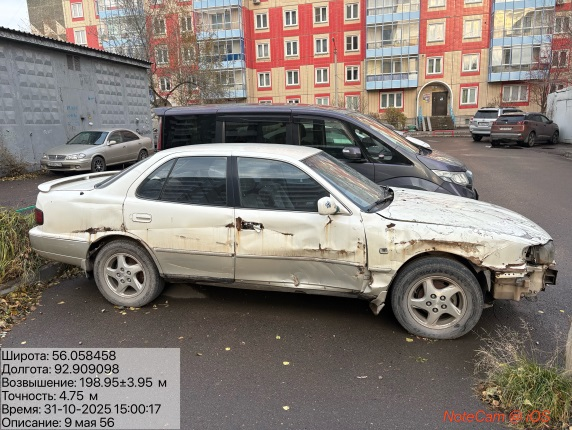 Широта: 56.058458
Долгота: 92.909098
Возвышение: 198.95±3.95 м
Точность: 4.75 м
Время: 31-10-2025 15:00:17
Описание: 9 мая 56
NoteCam @ iOS